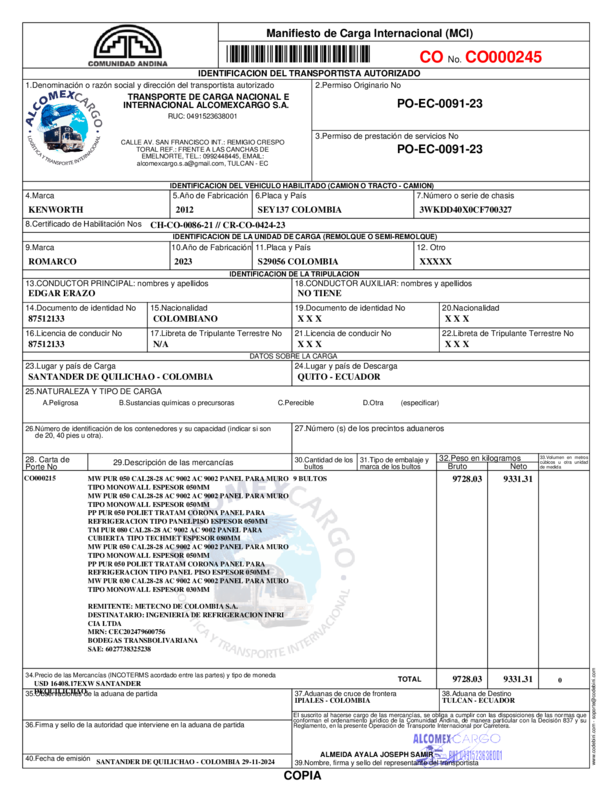 Manifiesto de Carga Internacional (MCI)
COMUNIDAD ANDINA
CO No. CO000245
IDENTIFICACION DEL TRANSPORTISTA AUTORIZADO
1.Denominación o razón social y dirección del transportista autorizado
ALCOMEXCARGO
LOGISTICA Y TRANSPORTE INTERNACIONAL
TRANSPORTE DE CARGA NACIONAL E
INTERNACIONAL ALCOMEXCARGO S.A.
RUC: 0491523638001
CALLE AV. SAN FRANCISCO INT.: REMIGIO CRESPO
TORAL REF.: FRENTE A LAS CANCHAS DE
EMELNORTE, TEL.: 0992448445, EMAIL:
alcomexcargo.s.a@gmail.com, TULCAN - EC
2.Permiso Originario No
PO-EC-0091-23
3.Permiso de prestación de servicios No
PO-EC-0091-23
IDENTIFICACION DEL VEHICULO HABILITADO (CAMION O TRACTO - CAMION)
4.Marca
KENWORTH
5.Año de Fabricación
2012
6.Placa y País
SEY137 COLOMBIA
7.Número o serie de chasis
3WKDD40X0CF700327
8.Certificado de Habilitación Nos CH-CO-0086-21 // CR-CO-0424-23
IDENTIFICACION DE LA UNIDAD DE CARGA (REMOLQUE O SEMI-REMOLQUE)
9.Marca
ROMARCO
10.Año de Fabricación
2023
11.Placa y País
S29056 COLOMBIA
12. Otro
XXXXX
IDENTIFICACION DE LA TRIPULACION
13.CONDUCTOR PRINCIPAL: nombres y apellidos
EDGAR ERAZO
18.CONDUCTOR AUXILIAR: nombres y apellidos
NO TIENE
14.Documento de identidad No
87512133
15.Nacionalidad
COLOMBIANO
19.Documento de identidad No
X X X
20.Nacionalidad
X X X
16.Licencia de conducir No
87512133
17.Libreta de Tripulante Terrestre No
N/A
21.Licencia de conducir No
X X X
22.Libreta de Tripulante Terrestre No
X X X
DATOS SOBRE LA CARGA
23.Lugar y país de Carga
SANTANDER DE QUILICHAO - COLOMBIA
24.Lugar y país de Descarga
QUITO - ECUADOR
25.NATURALEZA Y TIPO DE CARGA
A.Peligrosa B.Sustancias químicas o precursoras C.Perecible D.Otra (especificar)
26.Número de identificación de los contenedores y su capacidad (indicar si son
de 20, 40 pies u otra).
27.Número (s) de los precintos aduaneros
28. Carta de
Porte No
29.Descripción de las mercancías
30.Cantidad de los
bultos
31.Tipo de embalaje y
marca de los bultos
32.Peso en kilogramos
Bruto Neto
33.Volumen en metros
cúbicos u otra unidad
de medida
CO000215
MW PUR 050 CAL28-28 AC 9002 AC 9002 PANEL PARA MURO 9 BULTOS 9728.03 9331.31
TIPO MONOWALL ESPESOR 050MM
MW PUR 050 CAL28-28 AC 9002 AC 9002 PANEL PARA MURO
TIPO MONOWALL ESPESOR 050MM
PP PUR 050 POLIET TRATAM CORONA PANEL PARA
REFRIGERACION TIPO PANELPISO ESPESOR 050MM
TM PUR 080 CAL28-28 AC 9002 AC 9002 PANEL PARA
CUBIERTA TIPO TECHMET ESPESOR 080MM
MW PUR 050 CAL28-28 AC 9002 AC 9002 PANEL PARA MURO
TIPO MONOWALL ESPESOR 050MM
PP PUR 050 POLIET TRATAM CORONA PANEL PARA
REFRIGERACION TIPO PANEL PISO ESPESOR 050MM
MW PUR 030 CAL28-28 AC 9002 AC 9002 PANEL PARA MURO
TIPO MONOWALL ESPESOR 030MM
REMITENTE: METECNO DE COLOMBIA S.A.
DESTINATARIO: INGENIERIA DE REFRIGERACION INFRI
CIA LTDA
MRN: CEC202479600756
BODEGAS TRANSBOLIVARIANA
SAE: 6027738325238
34.Precio de las Mercancías (INCOTERMS acordado entre las partes) y tipo de moneda
USD 16408.17EXW SANTANDER
DE QUILICHAO
TOTAL 9728.03 9331.31 0
35.Observaciones de la aduana de partida
37.Aduanas de cruce de frontera
IPIALES - COLOMBIA
38.Aduana de Destino
TULCAN - ECUADOR
El suscrito al hacerse cargo de las mercancías, se obliga a cumplir con las disposiciones de las normas que
conforman el ordenamiento jurídico de la Comunidad Andina, de manera particular con la Decisión 837 y su
Reglamento, en la presente Operación de Transporte Internacional por Carretera.
36.Firma y sello de la autoridad que interviene en la aduana de partida
ALCOMEXCARGO
ALMEIDA AYALA JOSEPH SAMIR
RUC:0491523638001
39.Nombre, firma y sello del representante del transportista
40.Fecha de emisión SANTANDER DE QUILICHAO - COLOMBIA 29-11-2024
COPIA